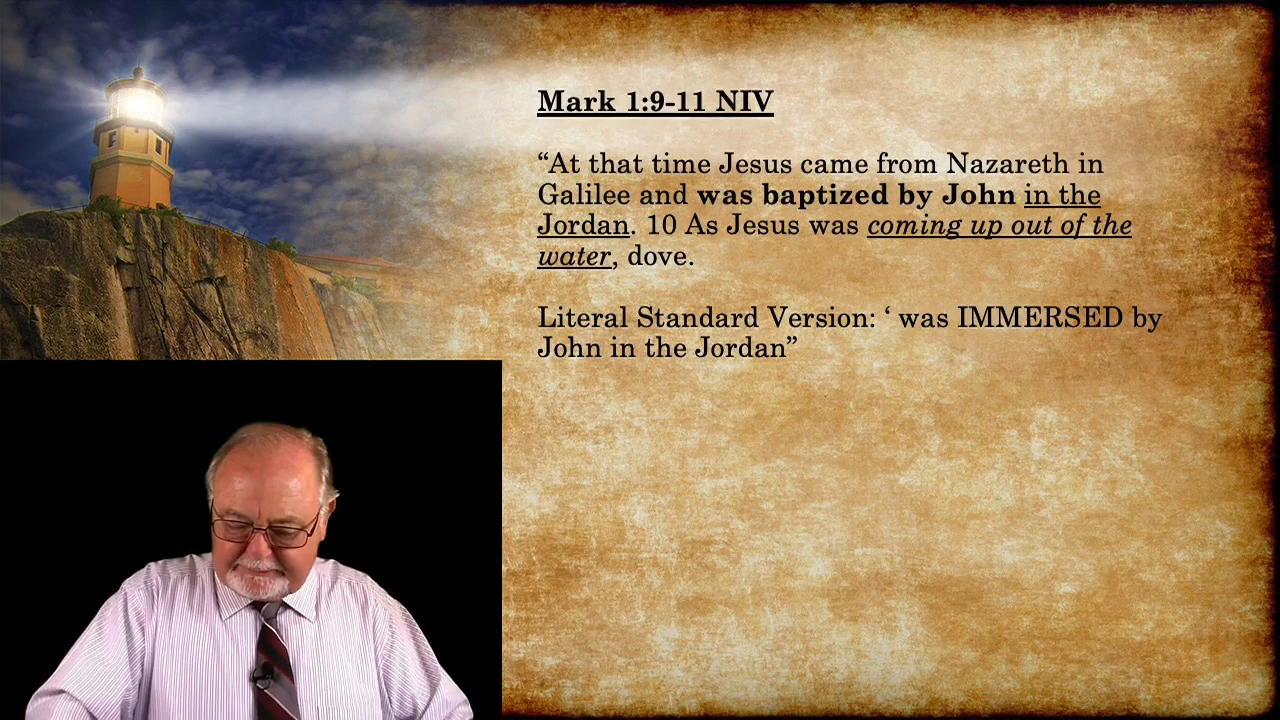 Mark 1:9-11 NIV
“At that time Jesus came from Nazareth in
Galilee and was baptized by John in the
Jordan. 10 As Jesus was coming up out of the
water, dove.
Literal Standard Version: ‘ was IMMERSED by
John in the Jordan”